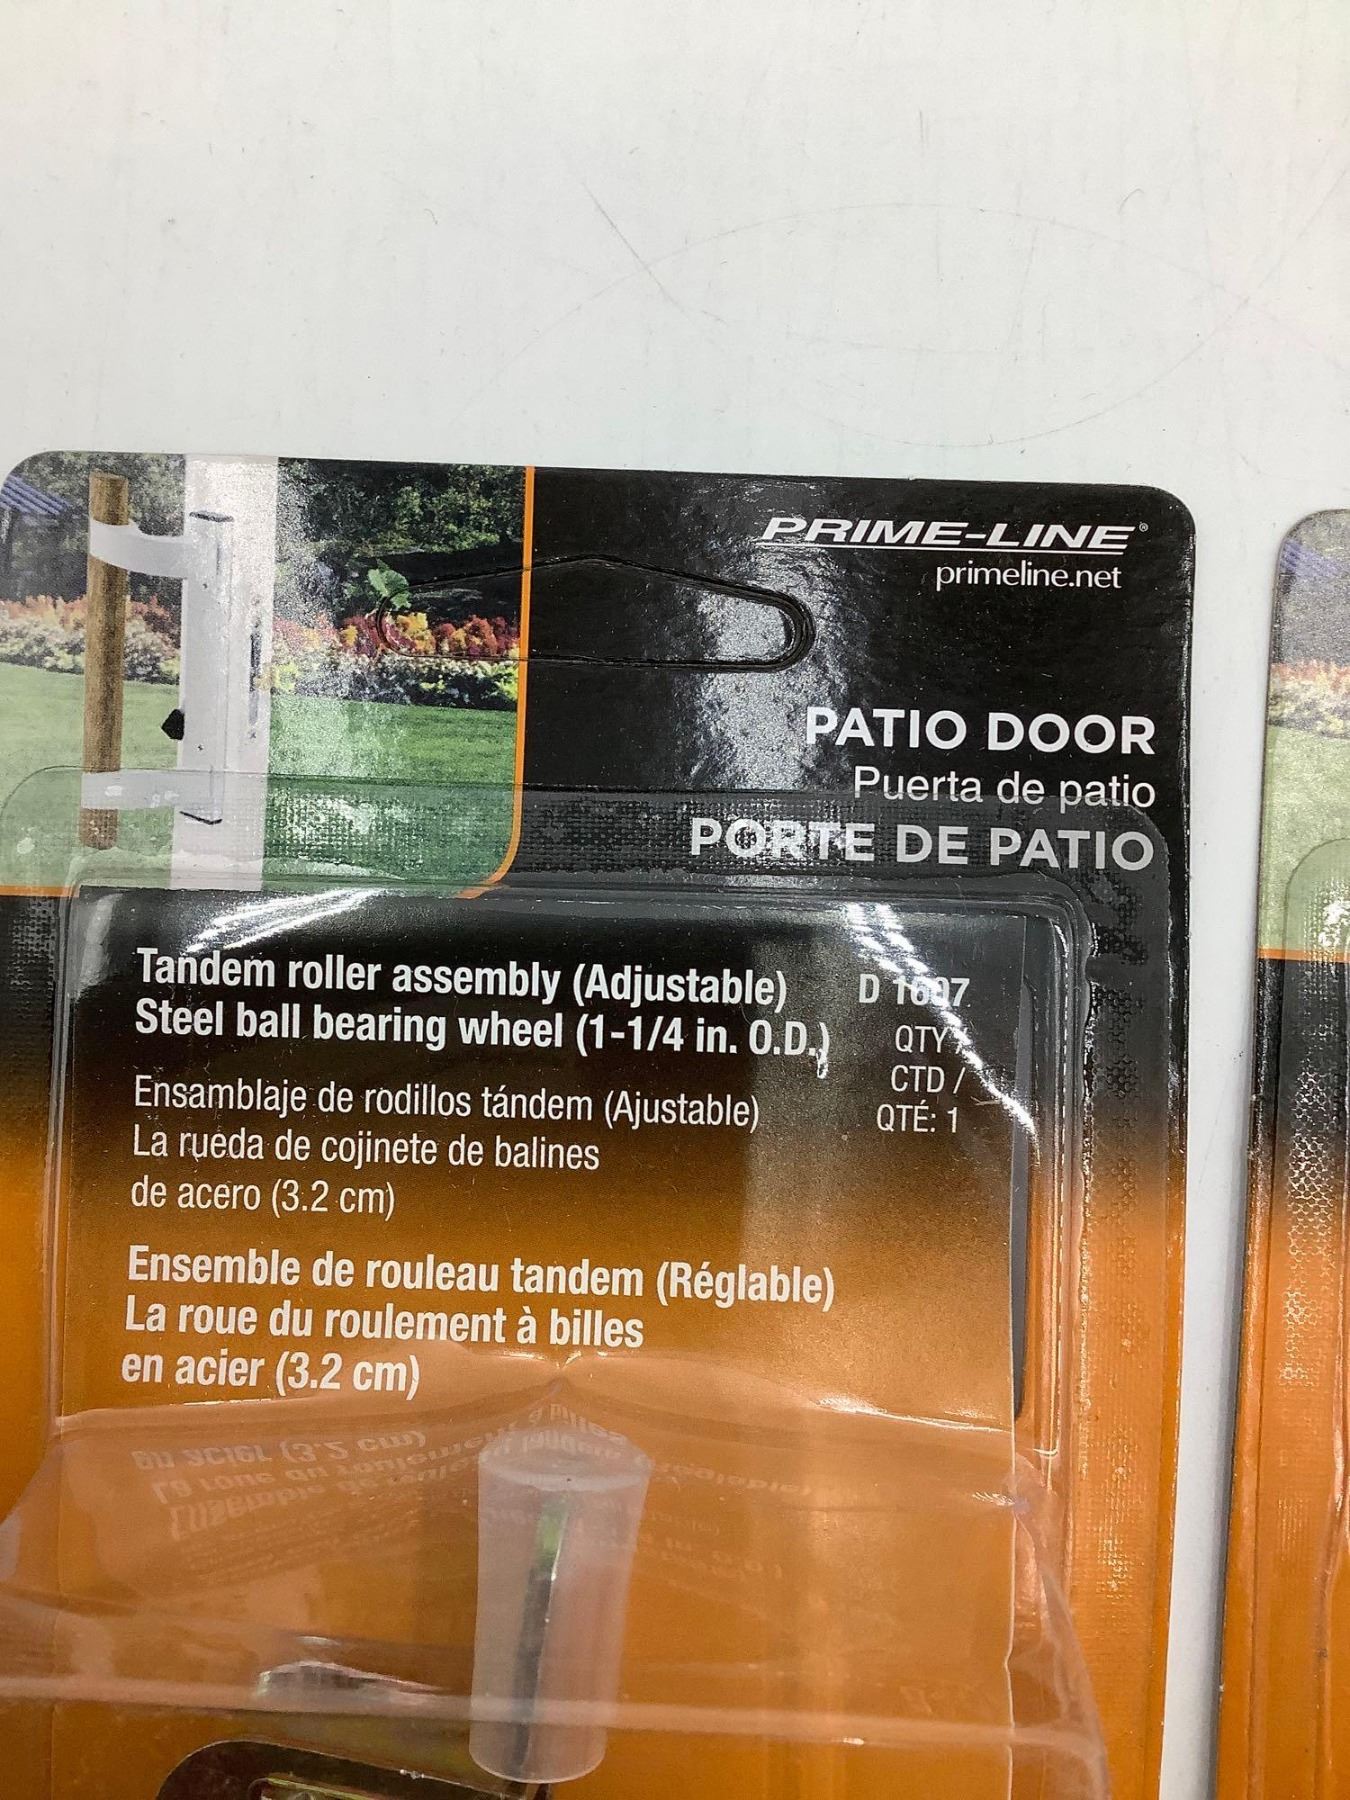 PRIME-LINE®
primeline.net
PATIO DOOR
Puerta de patio
PORTE DE PATIO
Tandem roller assembly (Adjustable)
Steel ball bearing wheel (1-1/4 in. O.D.)
D
QTY /
CTD /
QTÉ: 1
Ensamblaje de rodillos tándem (Ajustable)
La rueda de cojinete de balines
de acero (3.2 cm)
Ensemble de rouleau tandem (Réglable)
La roue du roulement à billes
en acier (3.2 cm)